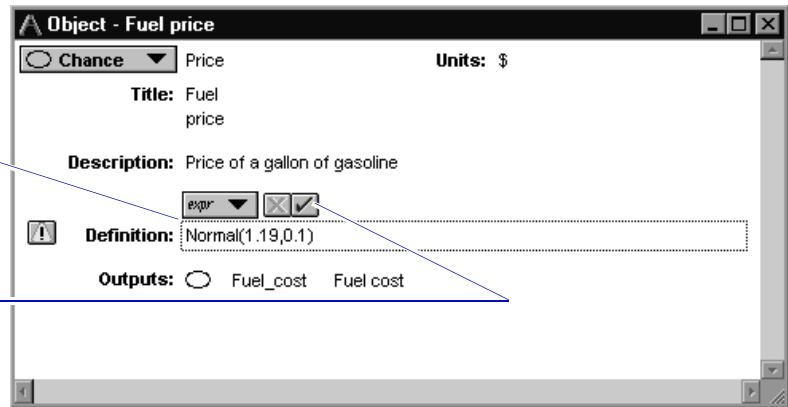 Object - Fuel price
Chance Price Units: $
Title: Fuel
price
Description: Price of a gallon of gasoline
expr
Definition: Normal(1.19,0.1)
Outputs: Fuel_cost Fuel cost